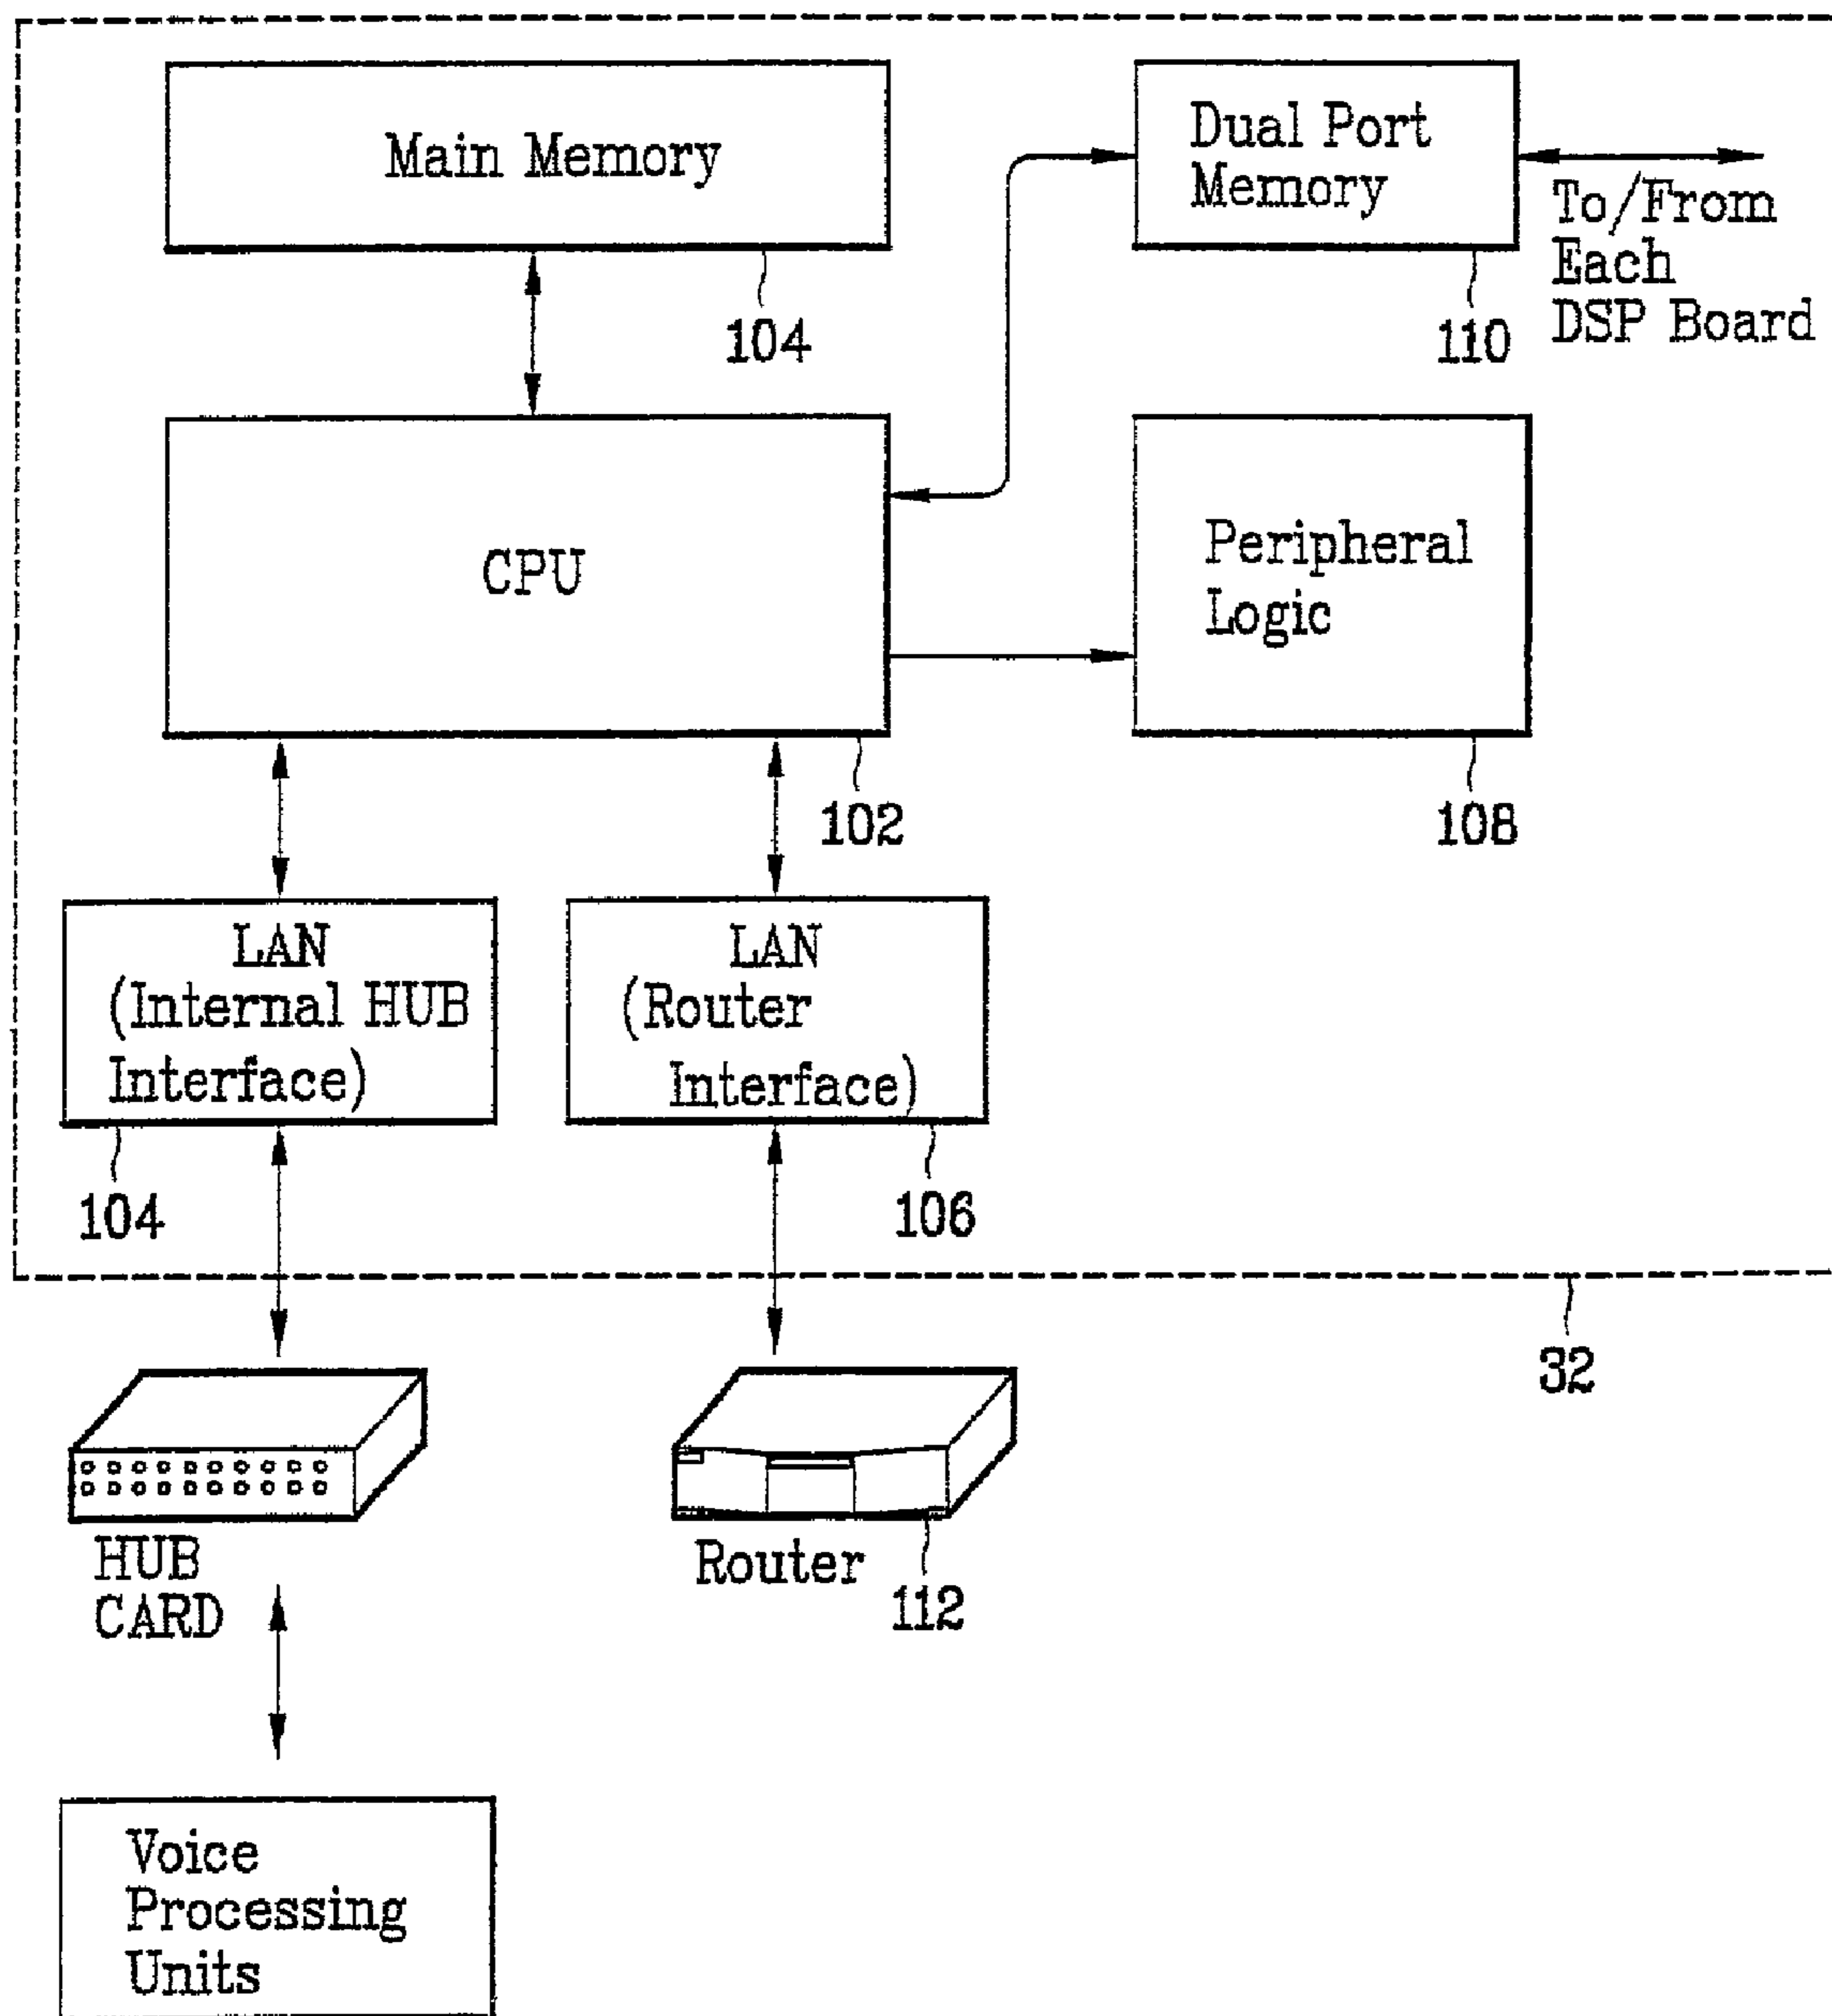 Main Memory
104
Dual Port
Memory
110
To/From
Each
DSP Board
CPU
102
Peripheral
Logic
108
LAN
(Internal HUB
Interface)
104
LAN
(Router
Interface)
106
32
HUB
CARD
Router
112
Voice
Processing
Units